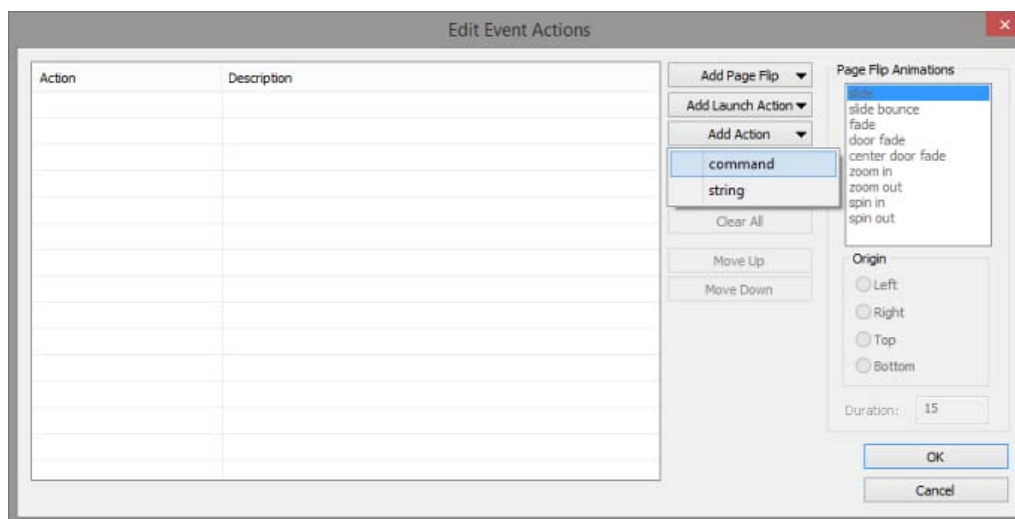 Edit Event Actions
Action Description
Add Page Flip
Add Launch Action
Add Action
command
string
Clear All
Move Up
Move Down
Page Flip Animations
slide
slide bounce
fade
door fade
center door fade
zoom in
zoom out
spin in
spin out
Origin
Left
Right
Top
Bottom
Duration: 15
OK
Cancel